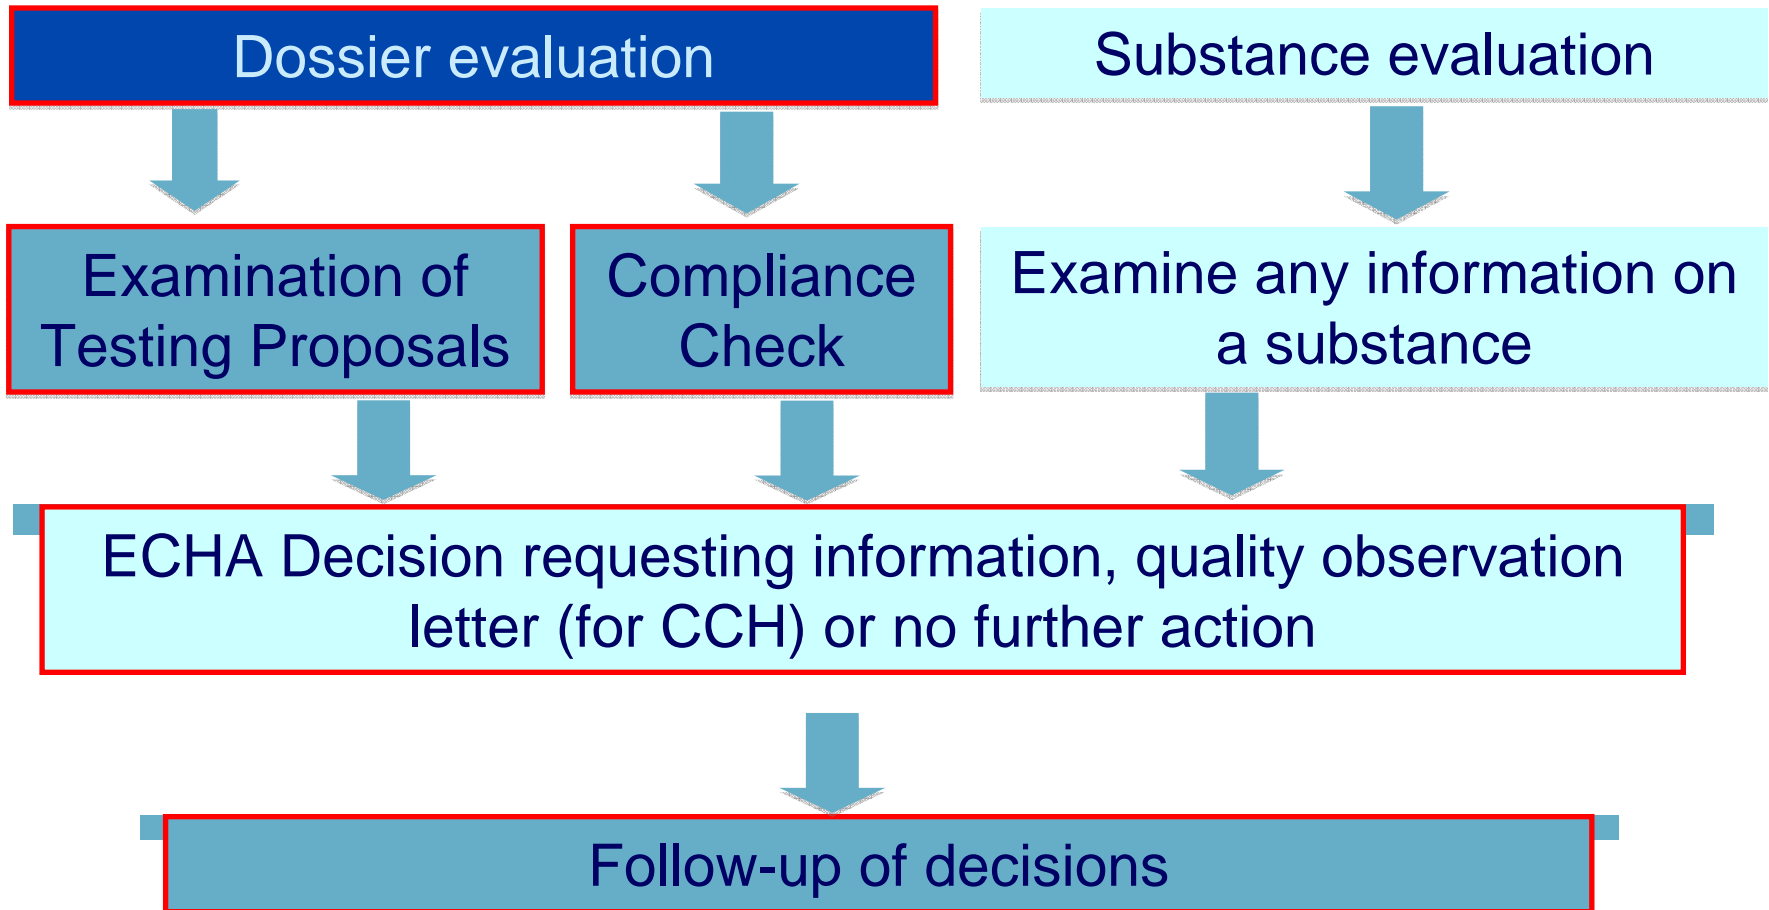 Dossier evaluation
Substance evaluation
Examination of
Testing Proposals
Compliance
Check
Examine any information on
a substance
ECHA Decision requesting information, quality observation
letter (for CCH) or no further action
Follow-up of decisions